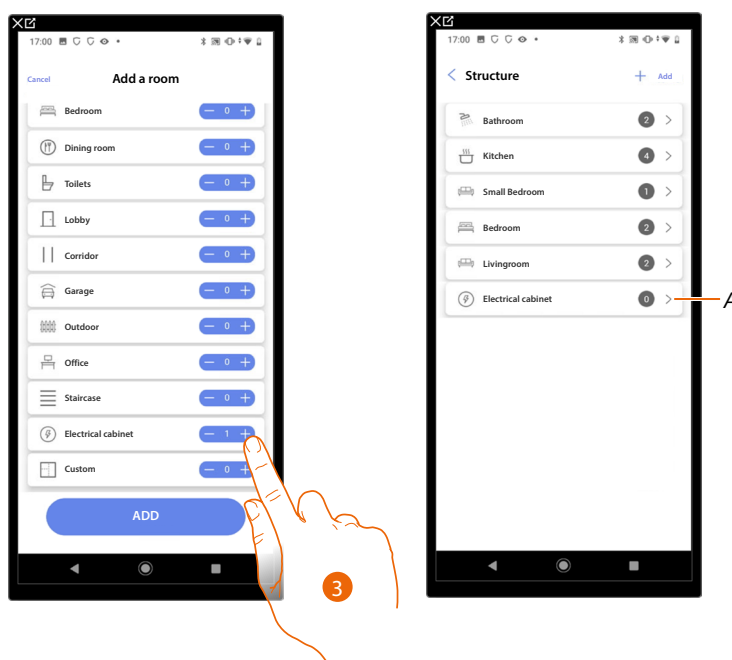 17:00
Cancel Add a room
Bedroom 0
Dining room 0
Toilets 0
Lobby 0
Corridor 0
Garage 0
Outdoor 0
Office 0
Staircase 0
Electrical cabinet 1
Custom 0
ADD
3
17:00
Structure Add
Bathroom 2
Kitchen 4
Small Bedroom 1
Bedroom 2
Livingroom 2
Electrical cabinet 0
A